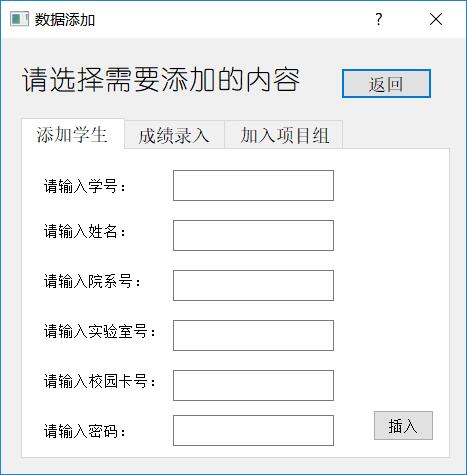 数据添加
?
请选择需要添加的内容
返回
添加学生 成绩录入 加入项目组
请输入学号：
请输入姓名：
请输入院系号：
请输入实验室号：
请输入校园卡号：
请输入密码：
插入